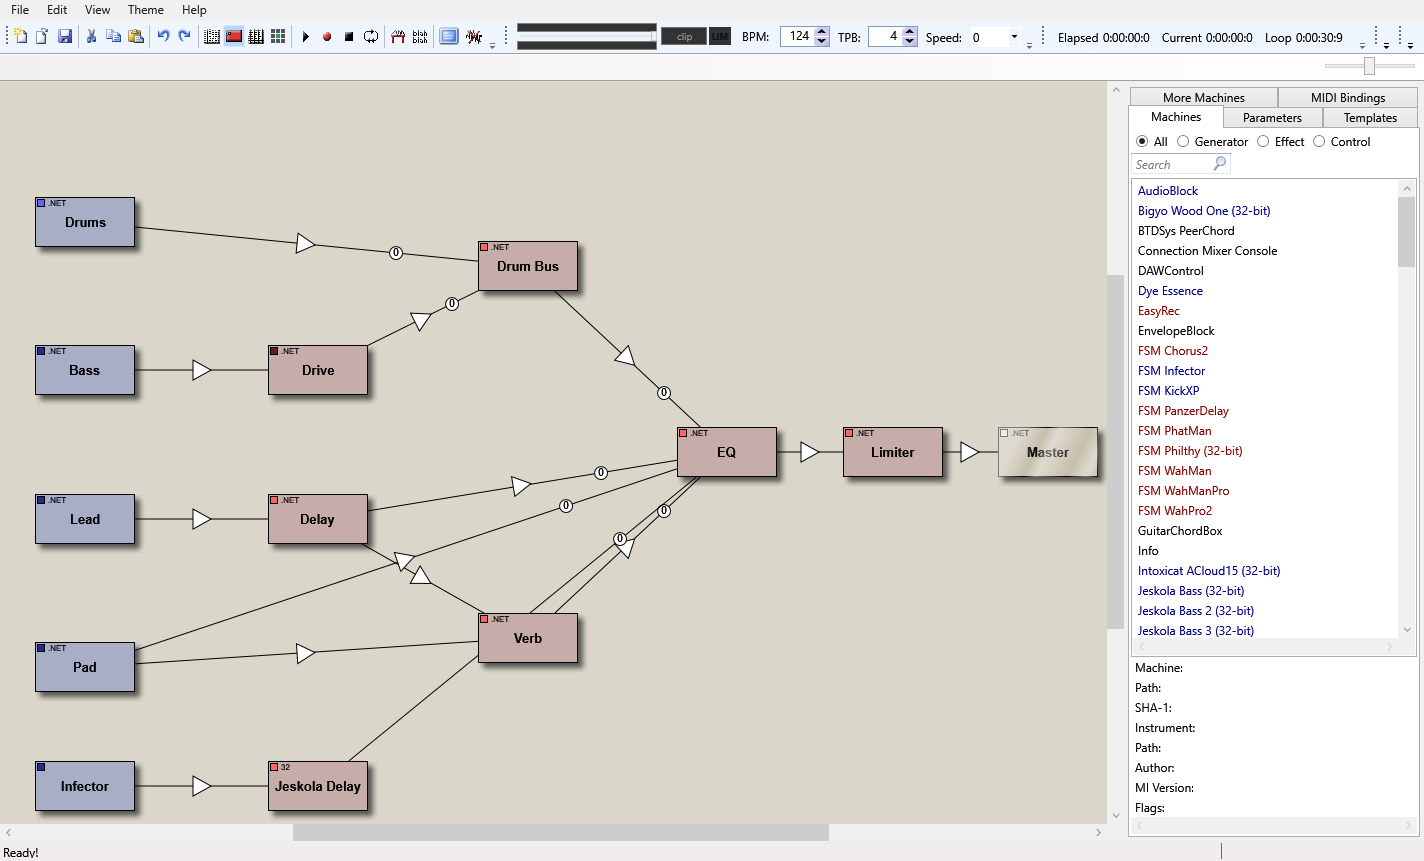 File Edit View Theme Help
clip LIM BPM: 124 TPB: 4 Speed: 0 Elapsed 0:00:00:0 Current 0:00:00:0 Loop 0:00:30:9
.NET
Drums
0
.NET
Drum Bus
0
.NET
Bass
.NET
Drive
0
.NET
EQ
.NET
Limiter
.NET
Master
0
0
.NET
Lead
.NET
Delay
0
0
.NET
Verb
.NET
Pad
Infector
32
Jeskola Delay
Ready!
More Machines MIDI Bindings
Machines Parameters Templates
All Generator Effect Control
Search
AudioBlock
Bigyo Wood One (32-bit)
BTDSys PeerChord
Connection Mixer Console
DAWControl
Dye Essence
EasyRec
EnvelopeBlock
FSM Chorus2
FSM Infector
FSM KickXP
FSM PanzerDelay
FSM PhatMan
FSM Philthy (32-bit)
FSM WahMan
FSM WahManPro
FSM WahPro2
GuitarChordBox
Info
Intoxicat ACloud15 (32-bit)
Jeskola Bass (32-bit)
Jeskola Bass 2 (32-bit)
Jeskola Bass 3 (32-bit)
Machine:
Path:
SHA-1:
Instrument:
Path:
Author:
MI Version:
Flags: